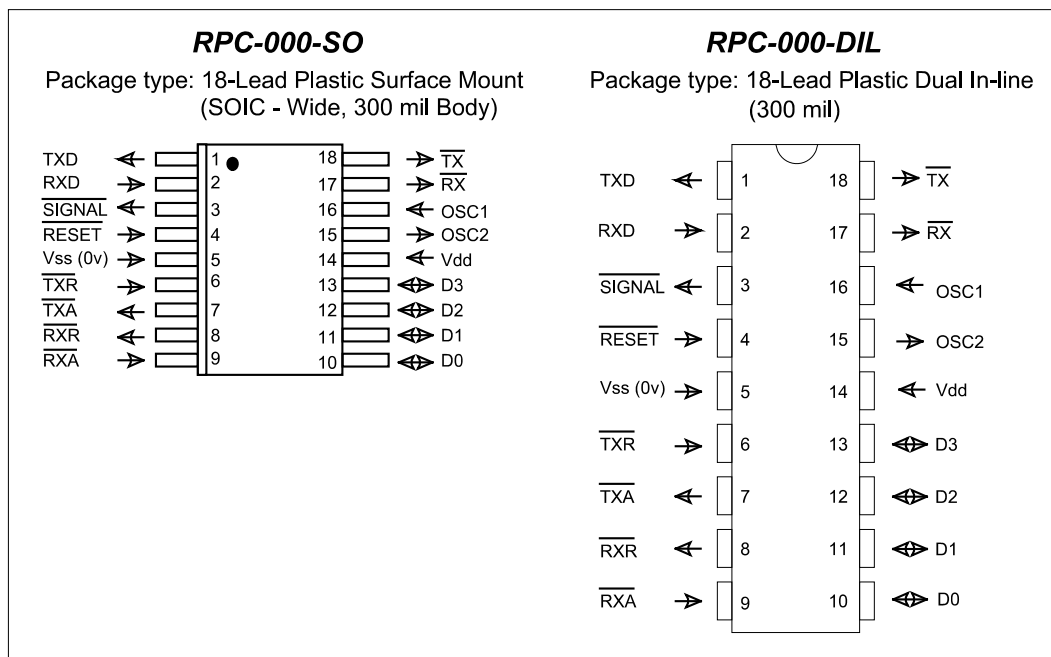 RPC-000-SO
Package type: 18-Lead Plastic Surface Mount
(SOIC - Wide, 300 mil Body)
TXD 1 18 TX
RXD 2 17 RX
SIGNAL 3 16 OSC1
RESET 4 15 OSC2
Vss (0v) 5 14 Vdd
TXR 6 13 D3
TXA 7 12 D2
RXR 8 11 D1
RXA 9 10 D0
RPC-000-DIL
Package type: 18-Lead Plastic Dual In-line
(300 mil)
TXD 1 18 TX
RXD 2 17 RX
SIGNAL 3 16 OSC1
RESET 4 15 OSC2
Vss (0v) 5 14 Vdd
TXR 6 13 D3
TXA 7 12 D2
RXR 8 11 D1
RXA 9 10 D0